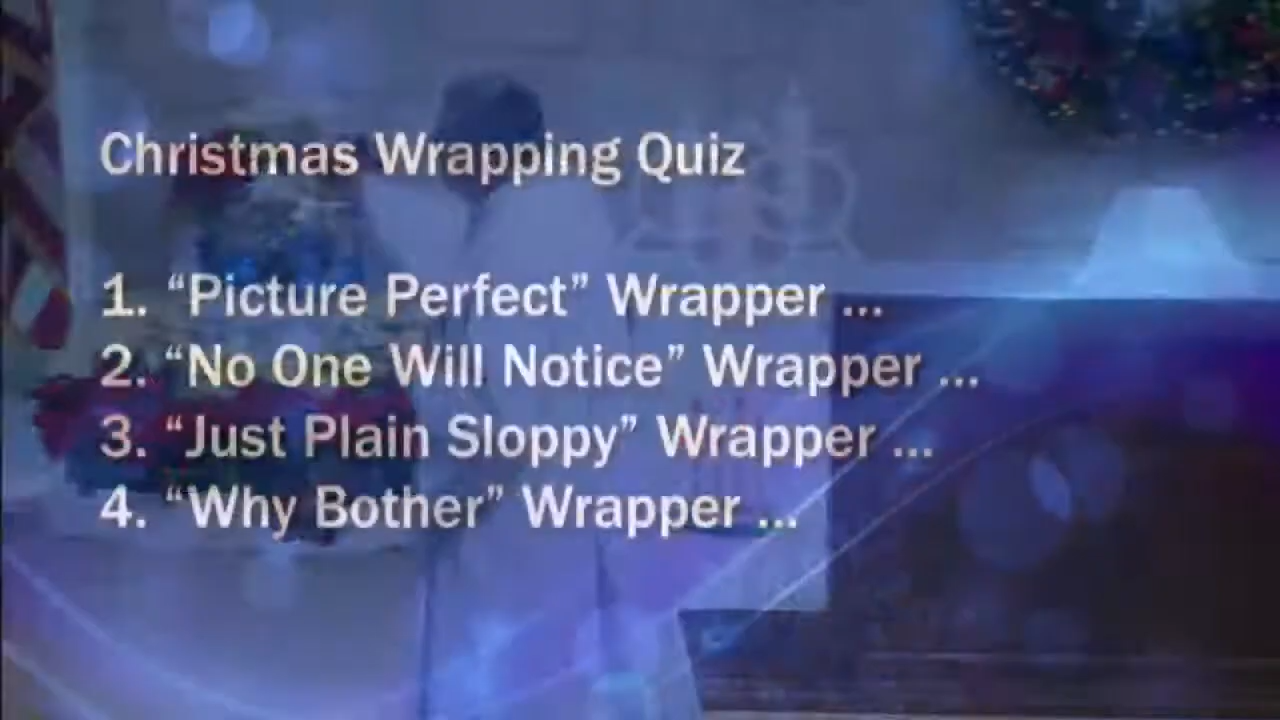 Christmas Wrapping Quiz
1. “Picture Perfect” Wrapper ...
2. “No One Will Notice” Wrapper ...
3. “Just Plain Sloppy” Wrapper ...
4. “Why Bother” Wrapper ...